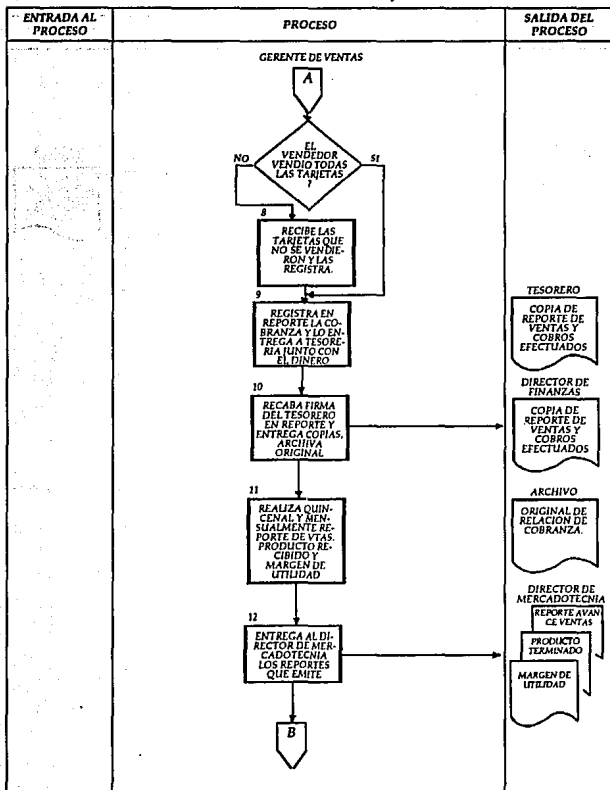 ENTRADA AL
PROCESO
PROCESO
SALIDA DEL
PROCESO
GERENTE DE VENTAS
A
EL
VENDEDOR
VENDIO TODAS
LAS TARJETAS
?
NO
SI
8
RECIBE LAS
TARJETAS QUE
NO SE VENDIE-
RON Y LAS
REGISTRA.
9
REGISTRA EN
REPORTE LA CO-
BRANZA Y LO EN-
TREGA A TESORE-
RIA JUNTO CON
EL DINERO
TESORERO
COPIA DE
REPORTE DE
VENTAS Y
COBROS
EFECTUADOS
10
RECABA FIRMA
DEL TESORERO
EN REPORTE Y
ENTREGA COPIAS,
ARCHIVA
ORIGINAL
DIRECTOR DE
FINANZAS
COPIA DE
REPORTE DE
VENTAS Y
COBROS
EFECTUADOS
11
REALIZA QUIN-
CENAL Y MEN-
SUALMENTE RE-
PORTE DE VTAS.
PRODUCTO RE-
CIBIDO Y
MARGEN DE
UTILIDAD
ARCHIVO
ORIGINAL DE
RELACION DE
COBRANZA.
12
ENTREGA AL DI-
RECTOR DE MER-
CADOTECNIA
LOS REPORTES
QUE EMITE
DIRECTOR DE
MERCADOTECNIA
REPORTE AVAN
CE VENTAS
PRODUCTO
TERMINADO
MARGEN DE
UTILIDAD
B